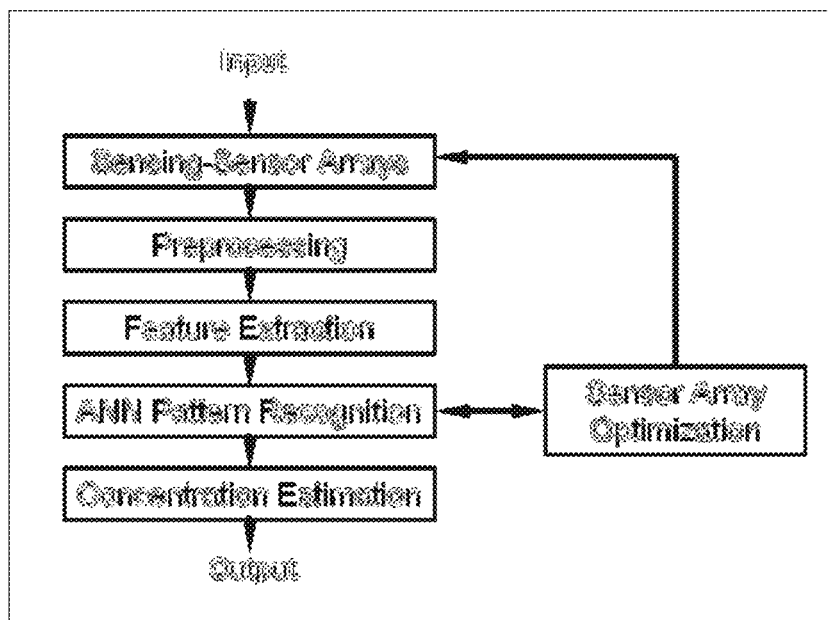 Input
Sensing-Sensor Arrays
Preprocessing
Feature Extraction
ANN Pattern Recognition
Sensor Array
Optimization
Concentration Estimation
Output